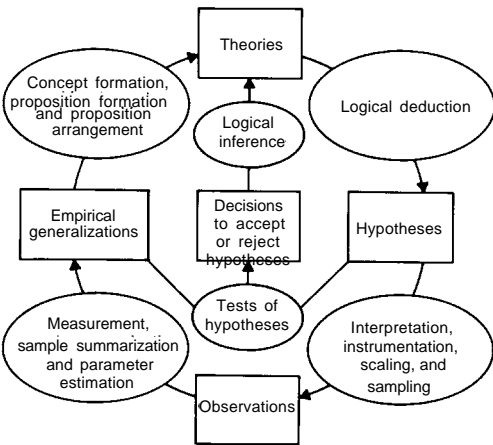 Theories
Concept formation,
proposition formation
and proposition
arrangement
Logical deduction
Logical
inference
Empirical
generalizations
Decisions
to accept
or reject
hypotheses
Hypotheses
Tests of
hypotheses
Measurement,
sample summarization
and parameter
estimation
Interpretation,
instrumentation,
scaling, and
sampling
Observations